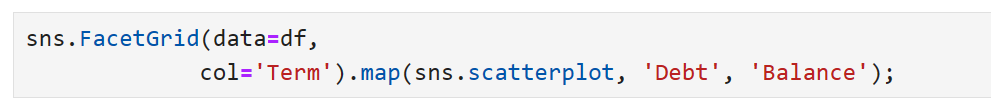 sns.FacetGrid(data=df,
col='Term').map(sns.scatterplot, 'Debt', 'Balance');